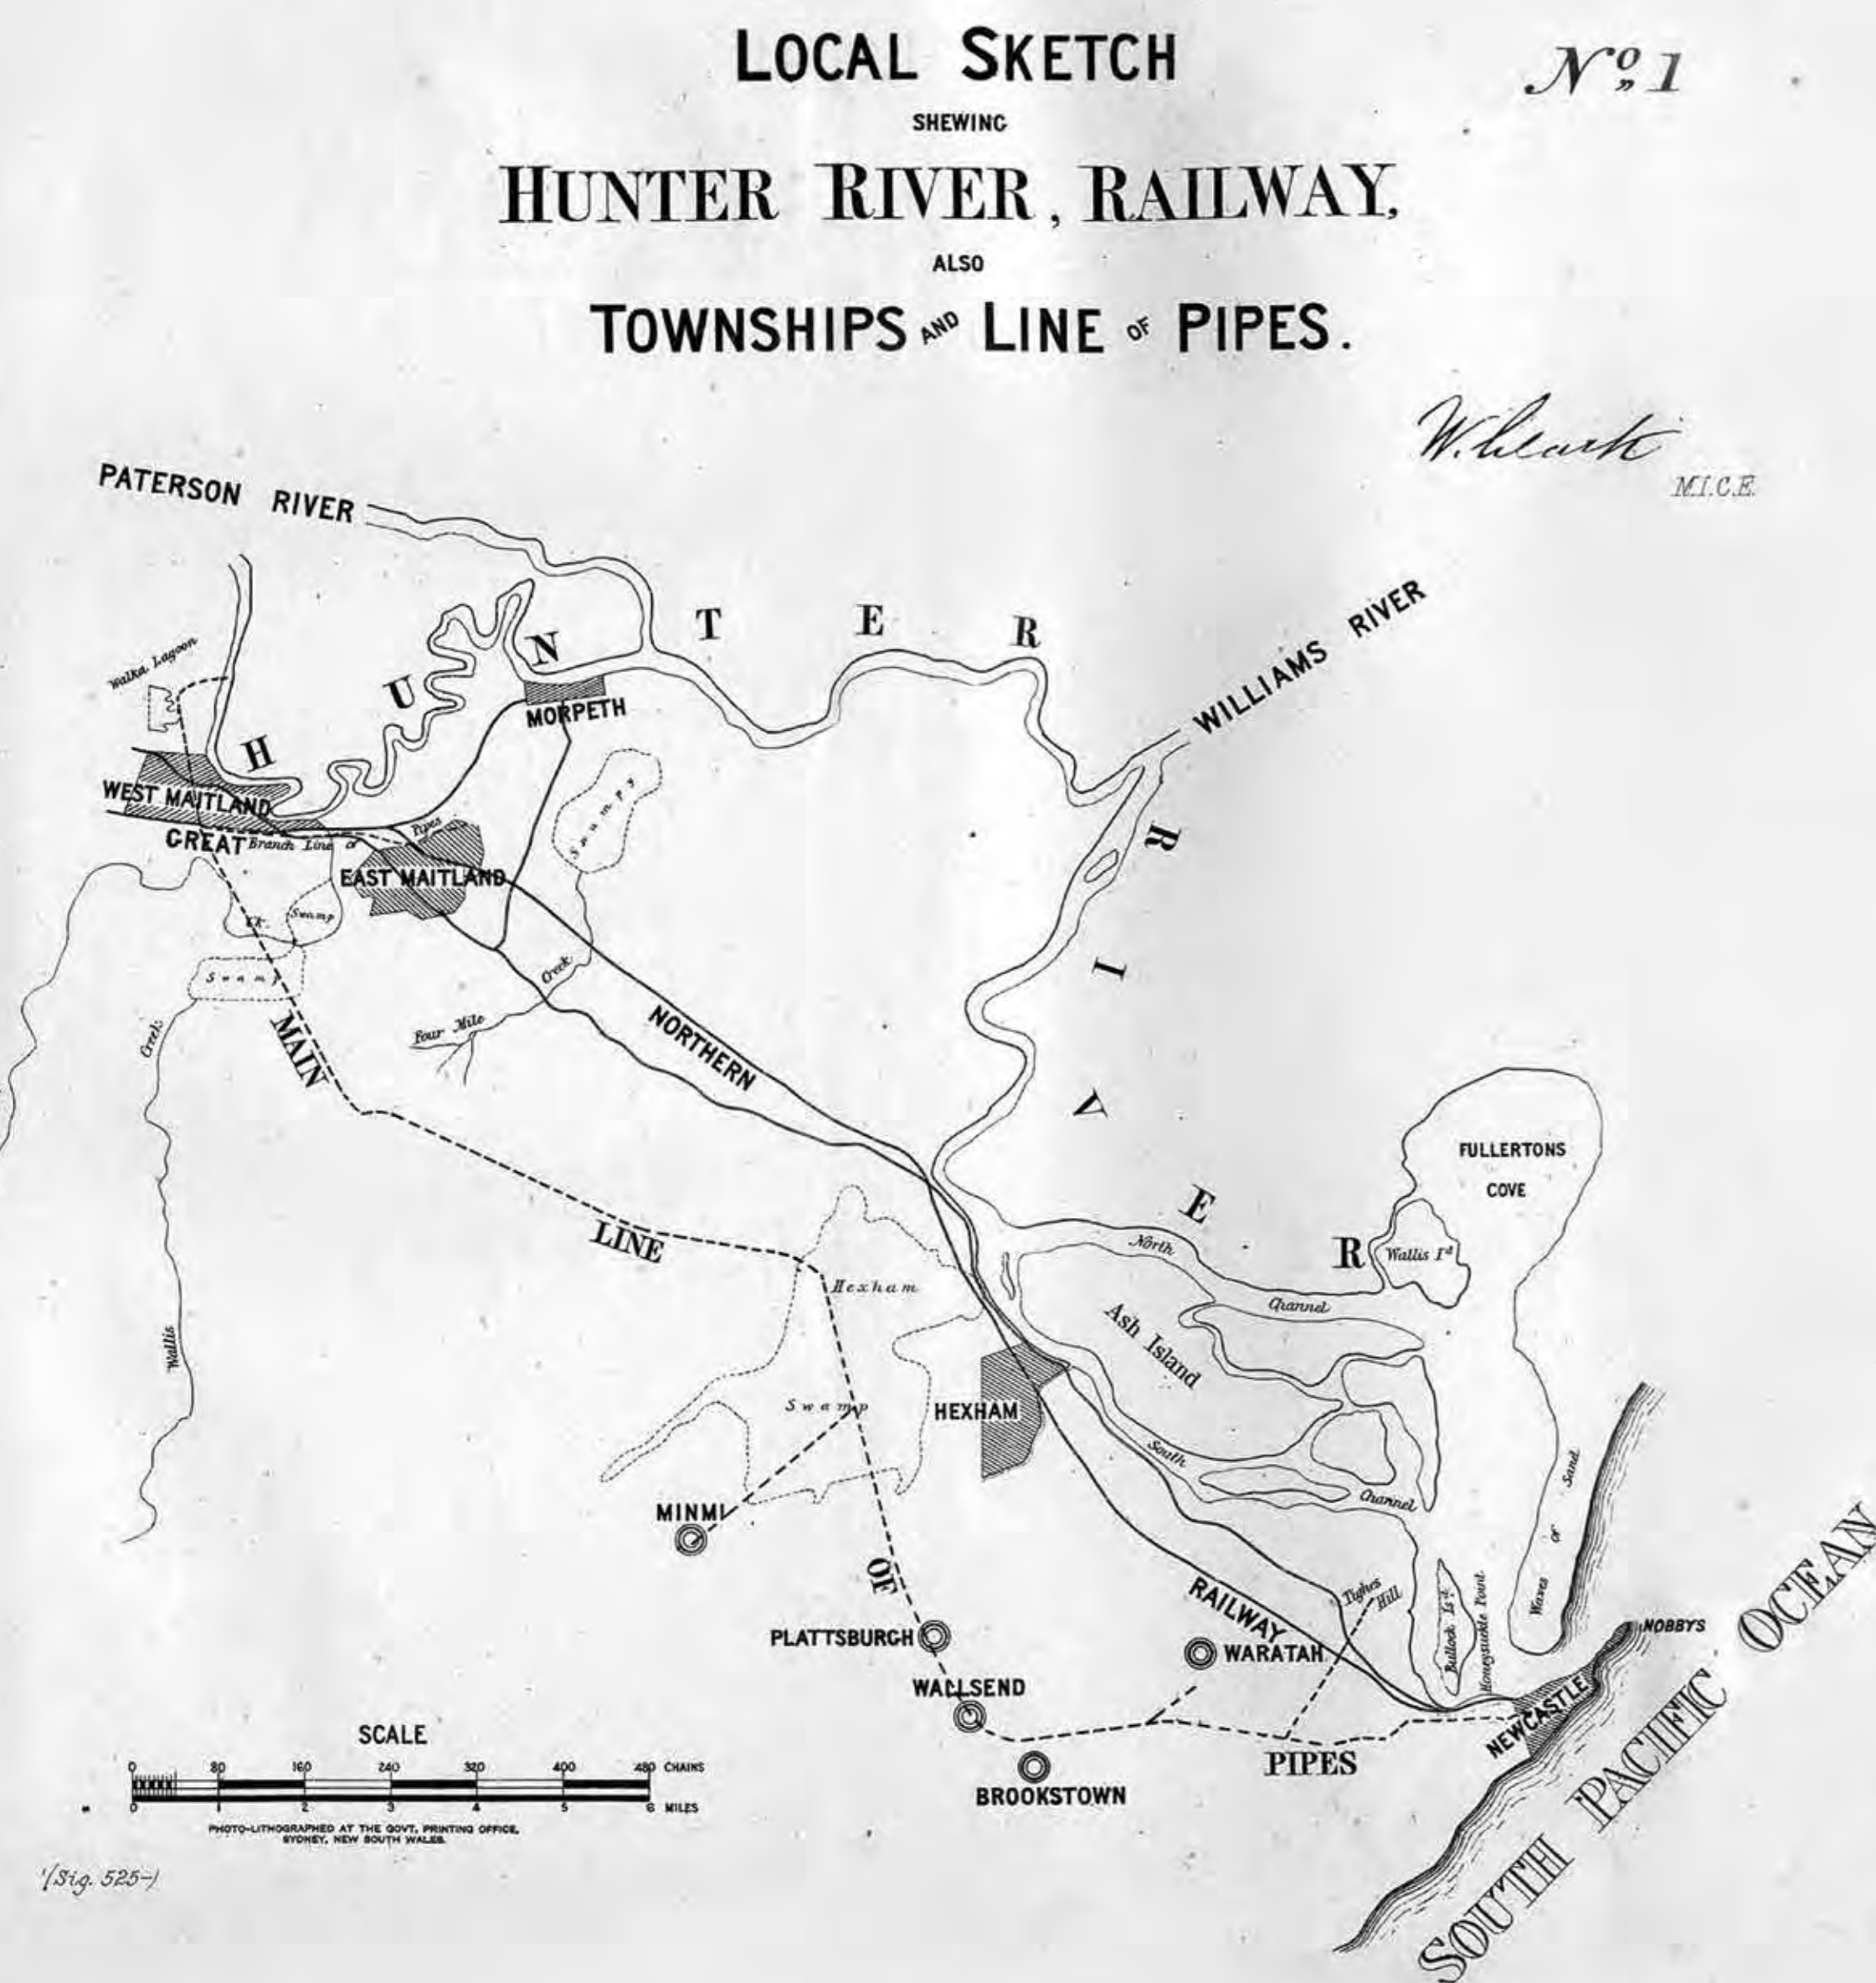 LOCAL SKETCH
Nº 1
SHEWING
HUNTER RIVER, RAILWAY,
ALSO
TOWNSHIPS AND LINE OF PIPES.
W. Clark
M.I.C.E.
PATERSON RIVER
HUNTER RIVER
WILLIAMS RIVER
Walka Lagoon
MORPETH
WEST MAITLAND
GREAT NORTHERN RAILWAY
Branch Line of Pipes
EAST MAITLAND
Swampy
Swamp
Swamp
Four Mile Creek
Wallis Creek
MAIN LINE OF PIPES
FULLERTONS
COVE
Wallis Id
North Channel
Ash Island
Hexham Swamp
HEXHAM
South Channel
MINMI
PLATTSBURGH
WALLSEND
BROOKSTOWN
WARATAH
Tighes Hill
Bullock Isd
Honeysuckle Point
Waves of Sand
NOBBYS
NEWCASTLE
SOUTH PACIFIC OCEAN
SCALE
0 80 160 240 320 400 480 CHAINS
0 1 2 3 4 5 6 MILES
PHOTO-LITHOGRAPHED AT THE GOVT. PRINTING OFFICE,
SYDNEY, NEW SOUTH WALES.
(Sig. 525-)